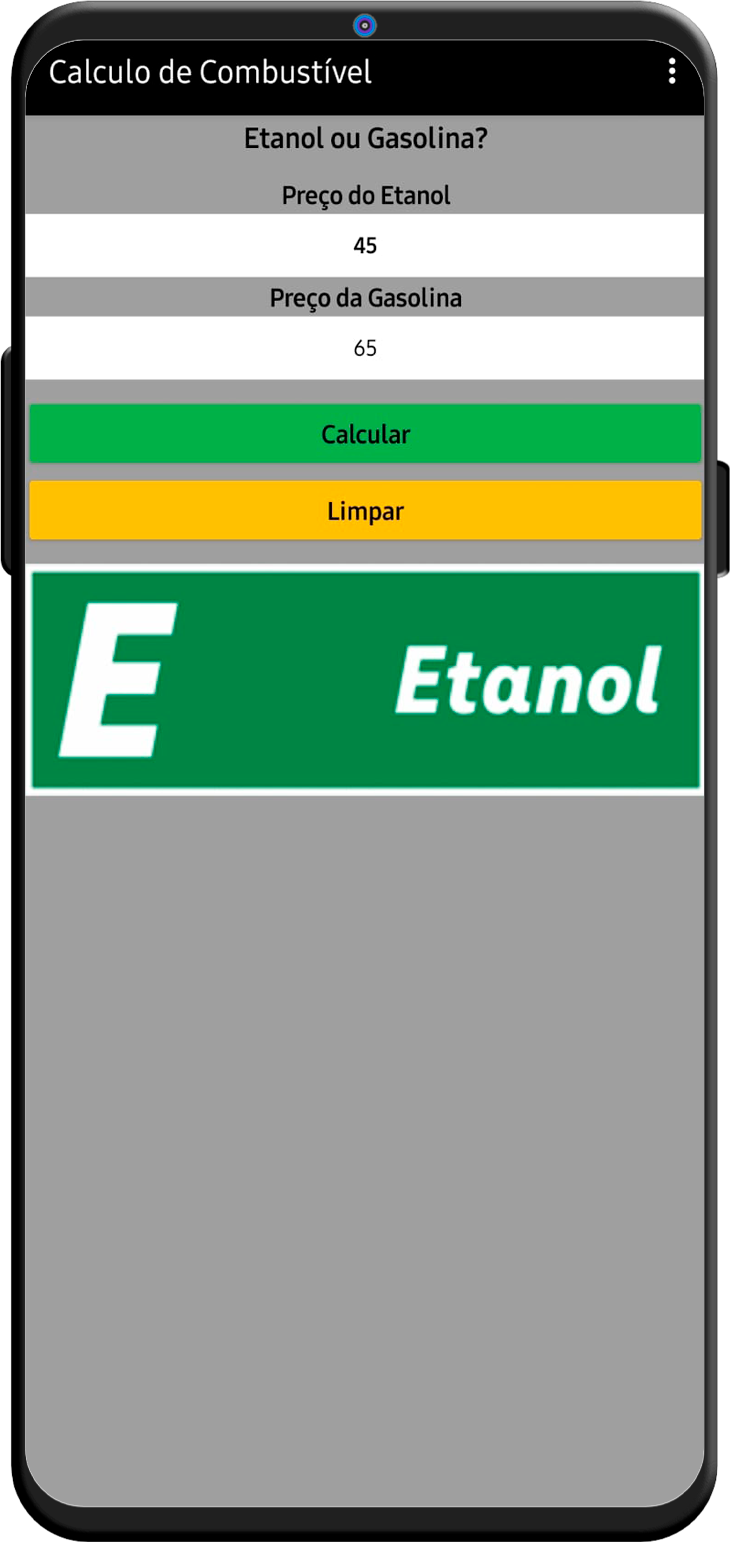 Calculo de Combustível
Etanol ou Gasolina?
Preço do Etanol
45
Preço da Gasolina
65
Calcular
Limpar
E Etanol